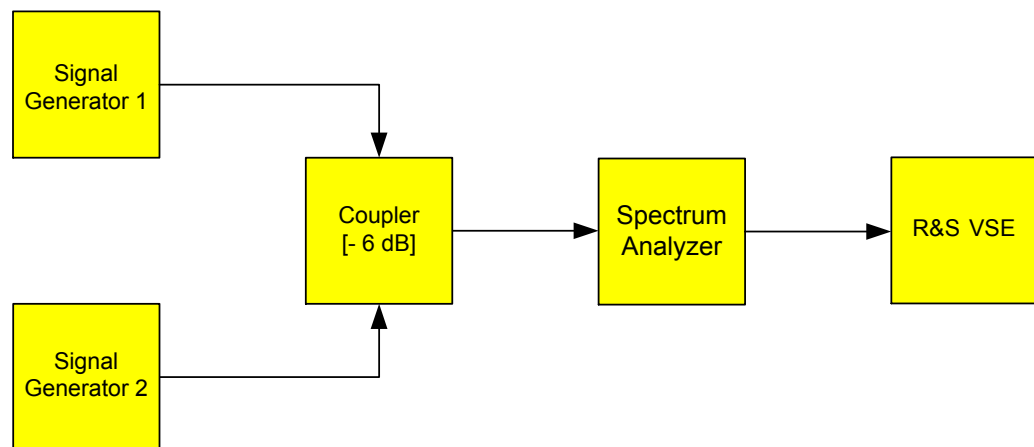 Signal
Generator 1
Coupler
[- 6 dB]
Spectrum
Analyzer
R&S VSE
Signal
Generator 2